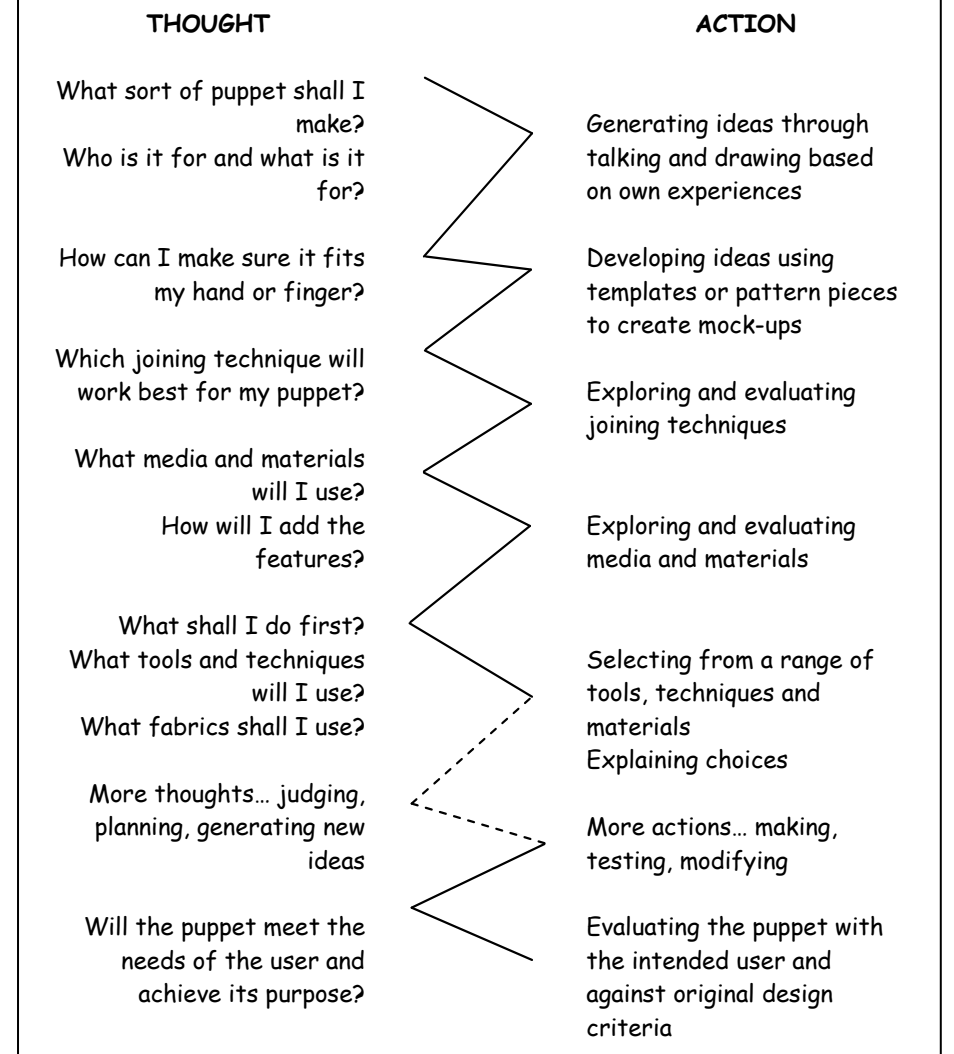 THOUGHT
ACTION
What sort of puppet shall I
make?
Who is it for and what is it
for?
Generating ideas through
talking and drawing based
on own experiences
How can I make sure it fits
my hand or finger?
Developing ideas using
templates or pattern pieces
to create mock-ups
Which joining technique will
work best for my puppet?
Exploring and evaluating
joining techniques
What media and materials
will I use?
How will I add the
features?
Exploring and evaluating
media and materials
What shall I do first?
What tools and techniques
will I use?
What fabrics shall I use?
Selecting from a range of
tools, techniques and
materials
Explaining choices
More thoughts... judging,
planning, generating new
ideas
More actions... making,
testing, modifying
Will the puppet meet the
needs of the user and
achieve its purpose?
Evaluating the puppet with
the intended user and
against original design
criteria